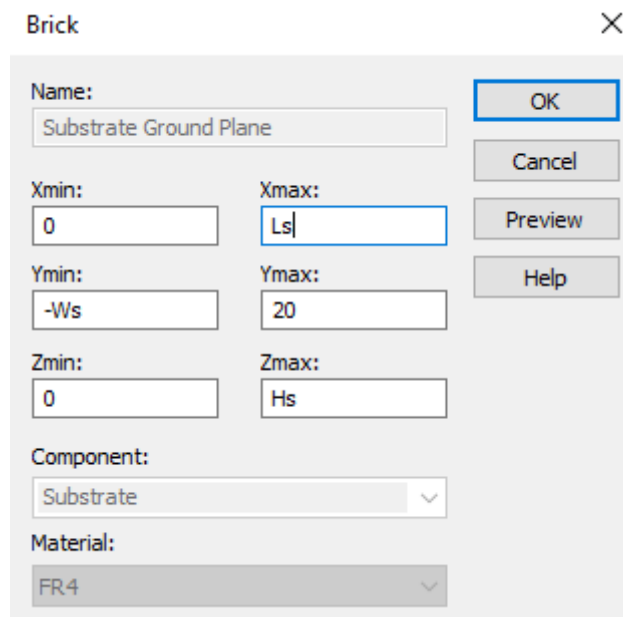 Brick
Name:
Substrate Ground Plane
OK
Cancel
Xmin:
Xmax:
0
Ls
Preview
Ymin:
Ymax:
Help
-Ws
20
Zmin:
Zmax:
0
Hs
Component:
Substrate
Material:
FR4